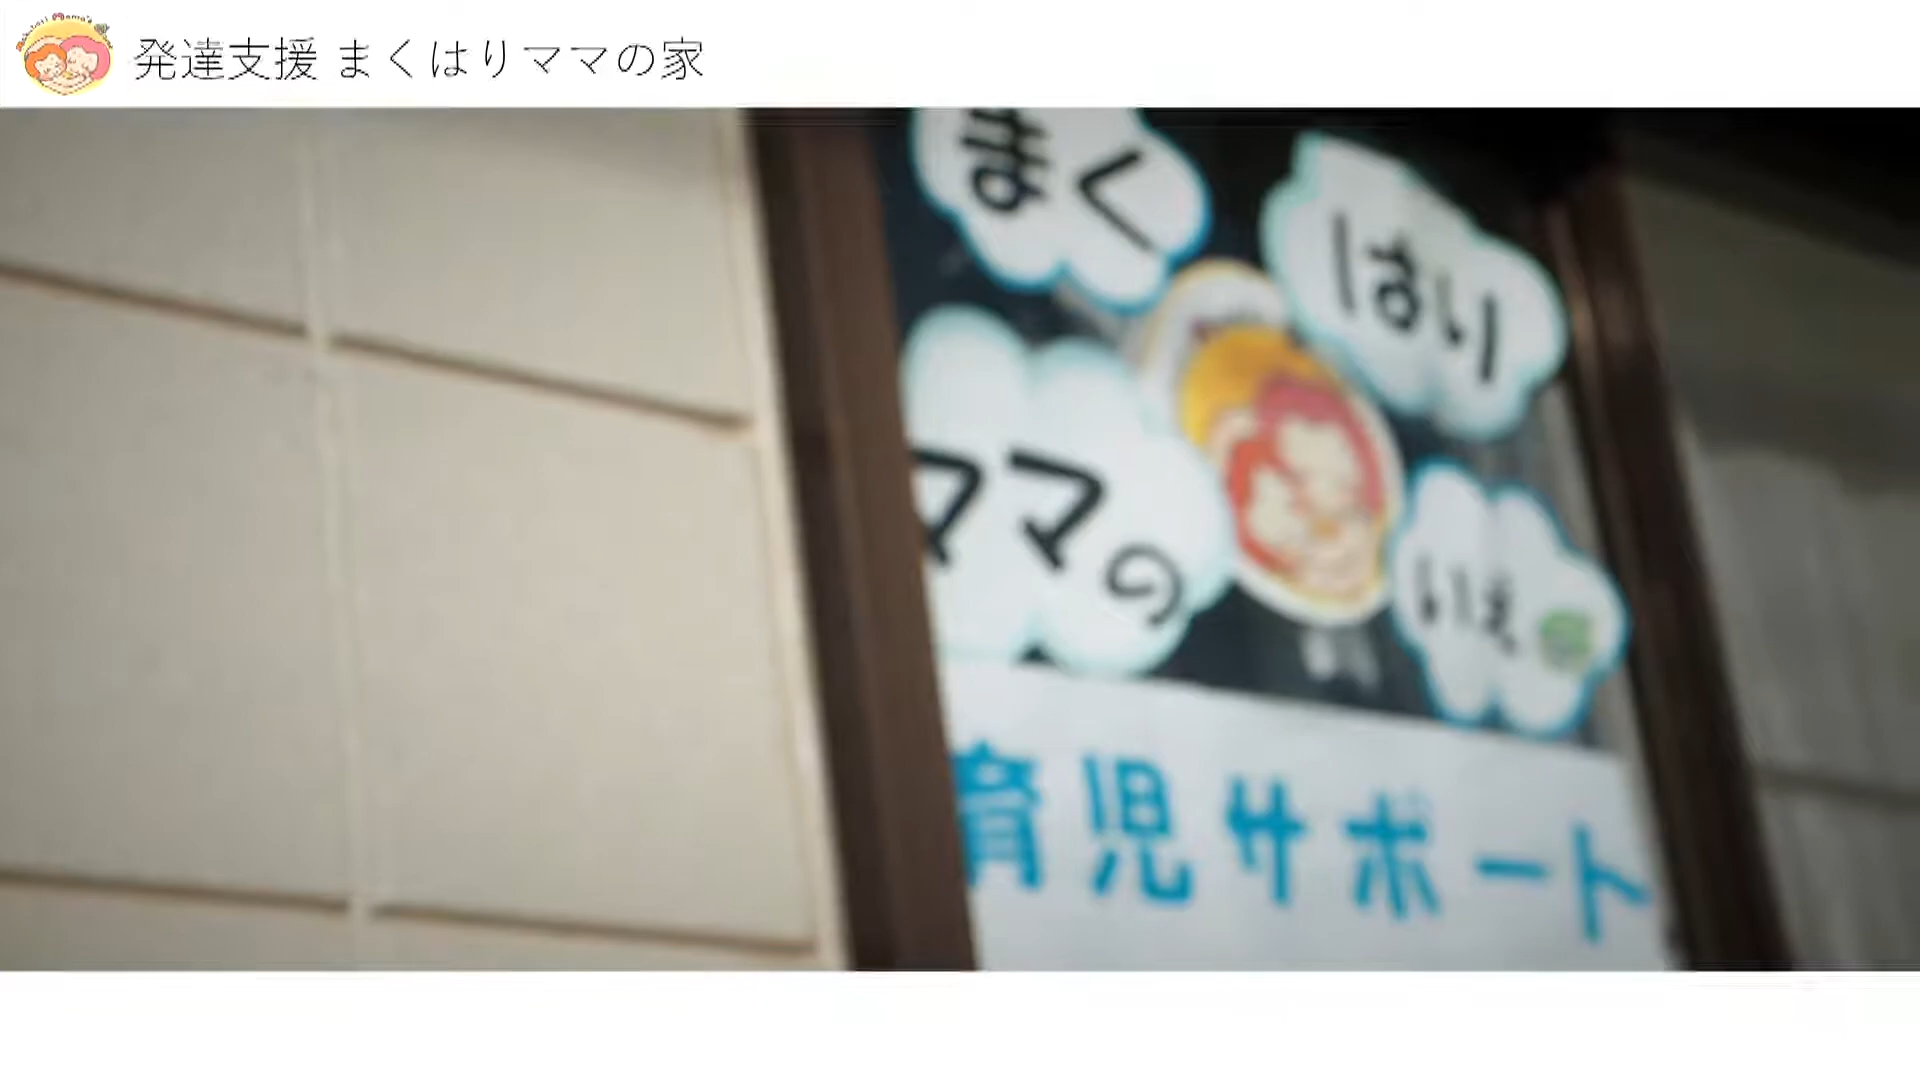 発達支援 まくはりママの家
まく
はり
ママの
いえ
育児サポート